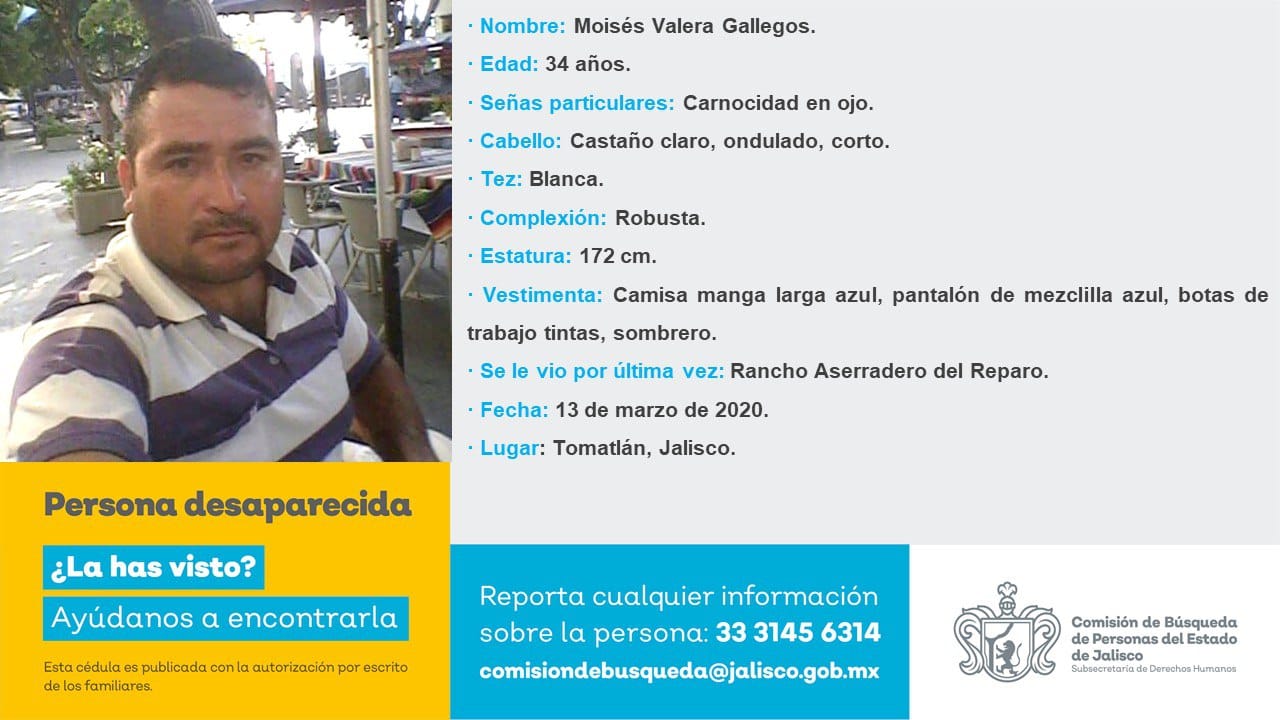 · Nombre: Moisés Valera Gallegos.
· Edad: 34 años.
· Señas particulares: Carnocidad en ojo.
· Cabello: Castaño claro, ondulado, corto.
· Tez: Blanca.
· Complexión: Robusta.
· Estatura: 172 cm.
· Vestimenta: Camisa manga larga azul, pantalón de mezclilla azul, botas de
trabajo tintas, sombrero.
· Se le vio por última vez: Rancho Aserradero del Reparo.
· Fecha: 13 de marzo de 2020.
· Lugar: Tomatlán, Jalisco.
Persona desaparecida
¿La has visto?
Ayúdanos a encontrarla
Esta cédula es publicada con la autorización por escrito
de los familiares.
Reporta cualquier información
sobre la persona: 33 3145 6314
comisiondebusqueda@jalisco.gob.mx
Comisión de Búsqueda
de Personas del Estado
de Jalisco
Subsecretaría de Derechos Humanos